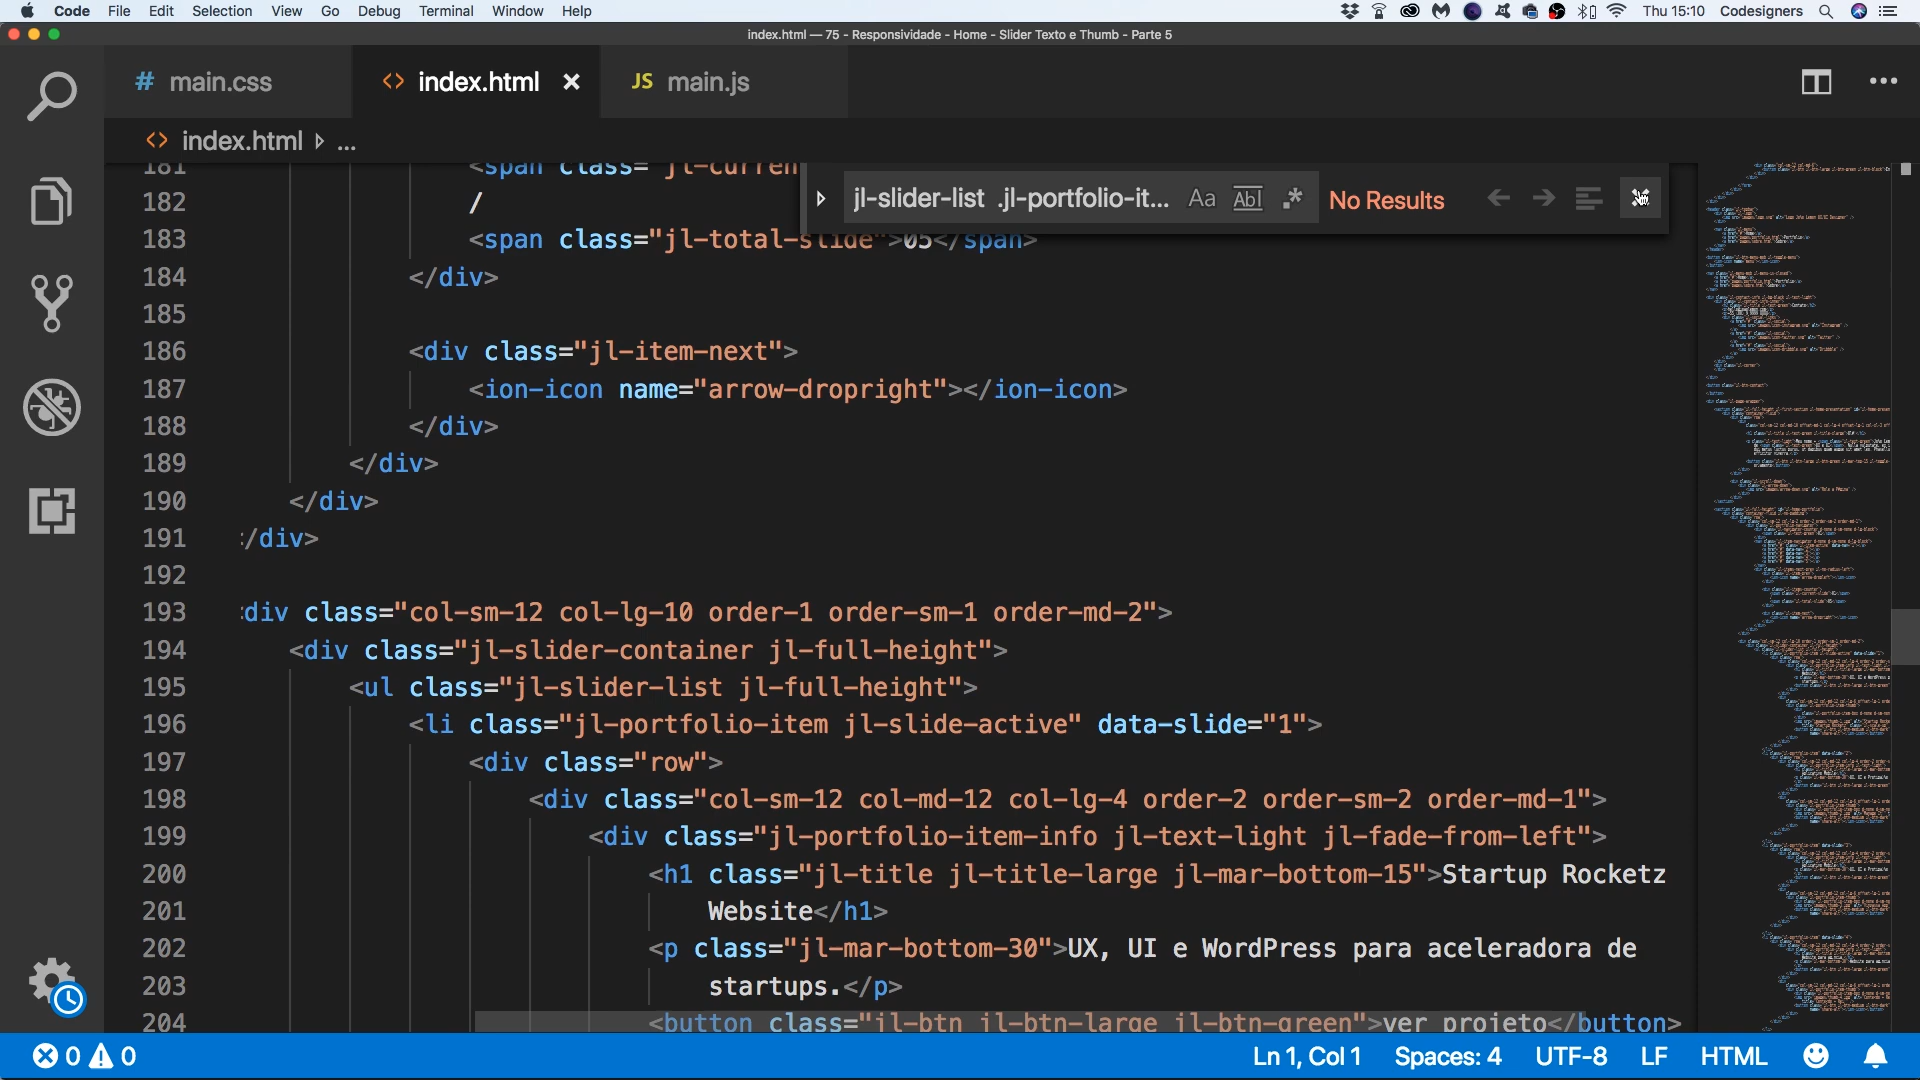 Code File Edit Selection View Go Debug Terminal Window Help Thu 15:10 Codesigners
index.html — 75 - Responsividade - Home - Slider Texto e Thumb - Parte 5
# main.css <> index.html JS main.js
<> index.html ...
jl-slider-list .jl-portfolio-it... Aa Abl .* No Results
181 <span class="jl-curren
182 /
183 <span class="jl-total-slide">05</span>
184 </div>
185
186 <div class="jl-item-next">
187 <ion-icon name="arrow-dropright"></ion-icon>
188 </div>
189 </div>
190 </div>
191 /div>
192
193 div class="col-sm-12 col-lg-10 order-1 order-sm-1 order-md-2">
194 <div class="jl-slider-container jl-full-height">
195 <ul class="jl-slider-list jl-full-height">
196 <li class="jl-portfolio-item jl-slide-active" data-slide="1">
197 <div class="row">
198 <div class="col-sm-12 col-md-12 col-lg-4 order-2 order-sm-2 order-md-1">
199 <div class="jl-portfolio-item-info jl-text-light jl-fade-from-left">
200 <h1 class="jl-title jl-title-large jl-mar-bottom-15">Startup Rocketz
201 Website</h1>
202 <p class="jl-mar-bottom-30">UX, UI e WordPress para aceleradora de
203 startups.</p>
204 <button class="jl-btn jl-btn-large jl-btn-green">ver projeto</button>
0 0 Ln 1, Col 1 Spaces: 4 UTF-8 LF HTML